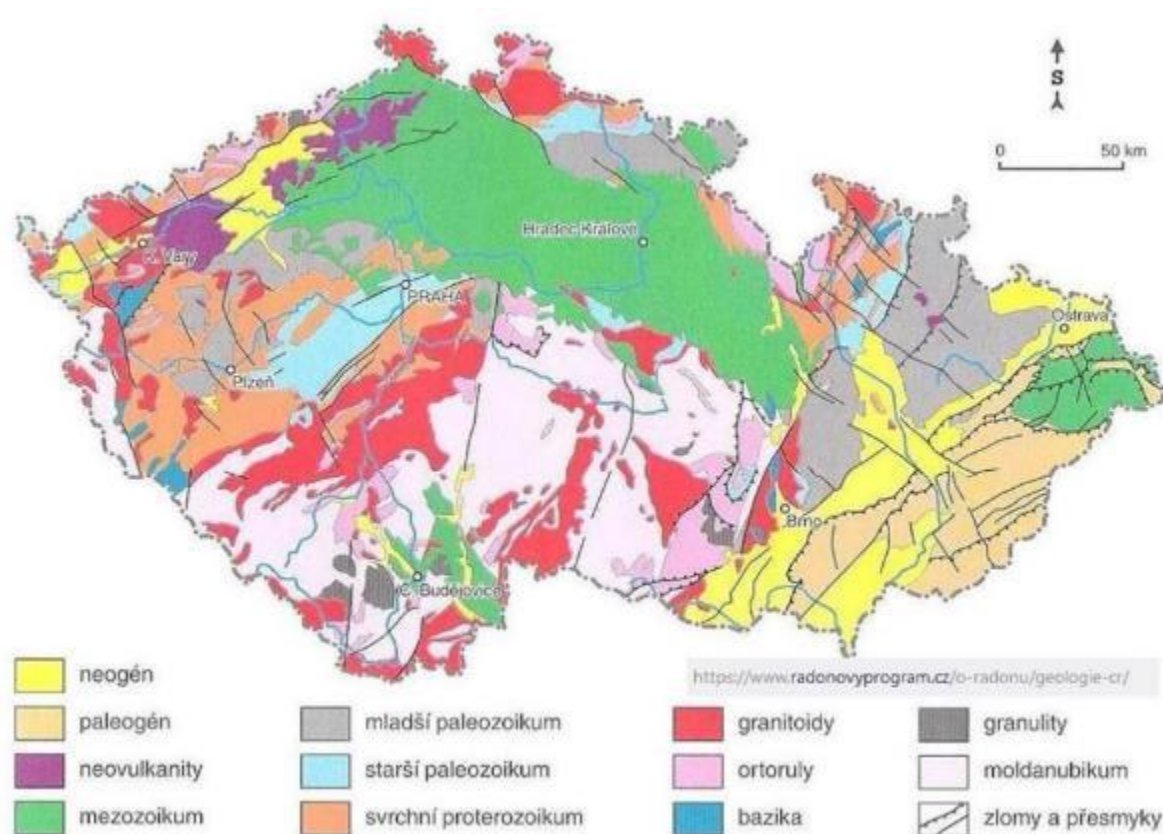 S
0 50 km
Hradec Králové
K. Vary
PRAHA
Ostrava
Plzeň
Brno
Č. Budějovice
https://www.radonovyprogram.cz/o-radonu/geologie-cr/
neogén
paleogén
neovulkanity
mezozoikum
mladší paleozoikum
starší paleozoikum
svrchní proterozoikum
granitoidy
ortoruly
bazika
granulity
moldanubikum
zlomy a přesmyky